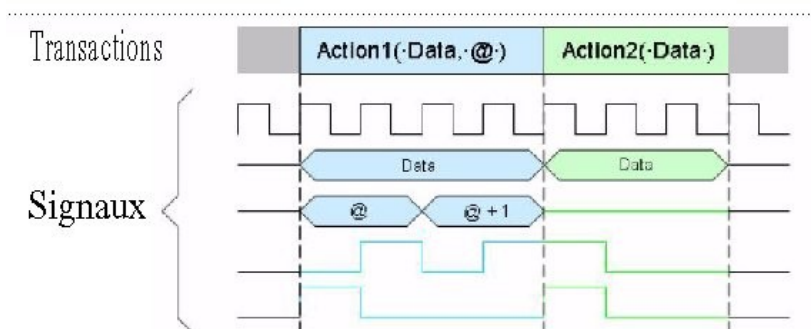 Transactions
Action1(·Data,·@·) Action2(·Data·)
Data Data
Signaux
@ @ +1